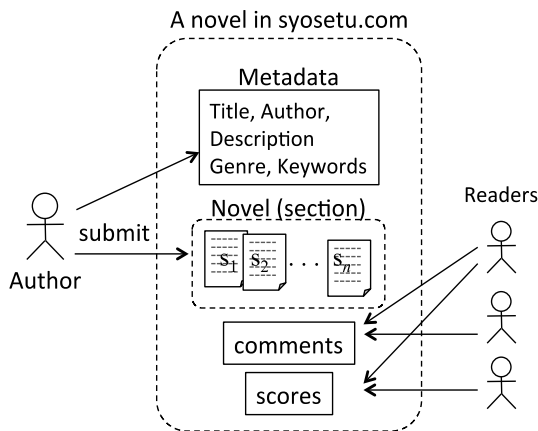 A novel in syosetu.com
Metadata
Title, Author,
Description
Genre, Keywords
Readers
Novel (section)
submit
S1 S2 . . . Sn
Author
comments
scores